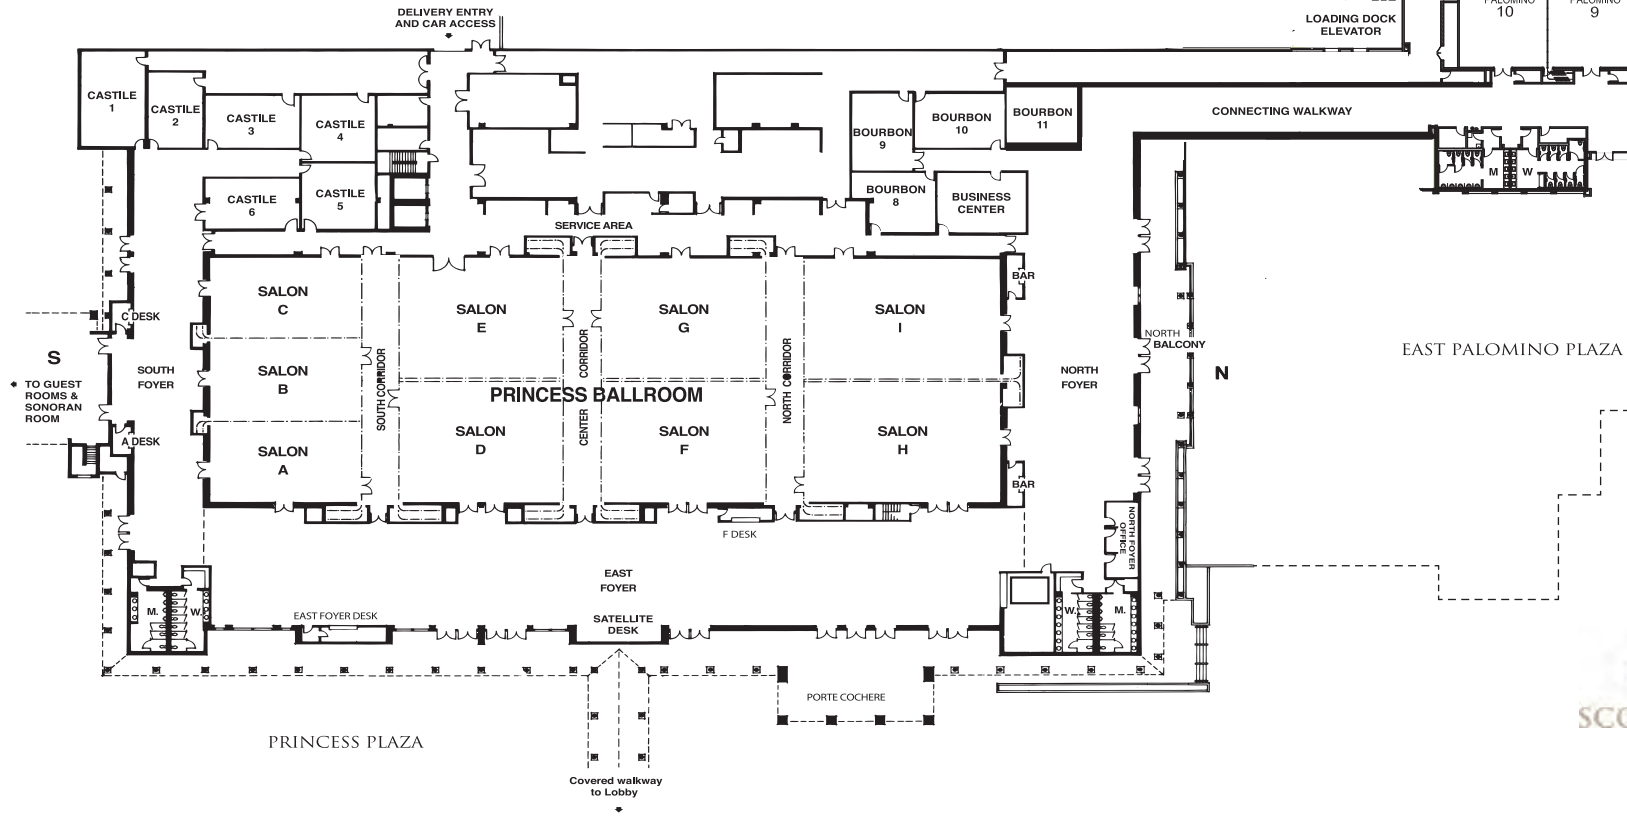 DELIVERY ENTRY
AND CAR ACCESS
LOADING DOCK
ELEVATOR
PALOMINO
10
PALOMINO
9
CASTILE
1
CASTILE
2
CASTILE
3
CASTILE
4
CASTILE
5
CASTILE
6
BOURBON
9
BOURBON
10
BOURBON
11
BOURBON
8
BUSINESS
CENTER
CONNECTING WALKWAY
M
W
SERVICE AREA
SALON
C
SALON
B
SALON
A
SALON
E
SALON
D
SALON
G
SALON
F
SALON
I
SALON
H
PRINCESS BALLROOM
SOUTH CORRIDOR
CENTER CORRIDOR
NORTH CORRIDOR
BAR
BAR
C DESK
A DESK
S
TO GUEST
ROOMS &
SONORAN
ROOM
SOUTH
FOYER
NORTH
FOYER
NORTH
BALCONY
N
EAST PALOMINO PLAZA
F DESK
NORTH FOYER
OFFICE
EAST
FOYER
EAST FOYER DESK
SATELLITE
DESK
M.
W.
W.
M.
PORTE COCHERE
PRINCESS PLAZA
Covered walkway
to Lobby